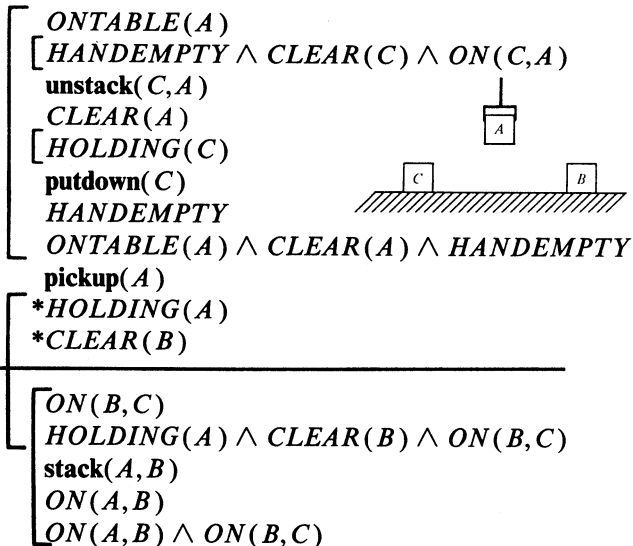 ONTABLE(A)
HANDEMPTY ∧ CLEAR(C) ∧ ON(C,A)
unstack(C,A)
CLEAR(A)
HOLDING(C)
putdown(C)
HANDEMPTY
ONTABLE(A) ∧ CLEAR(A) ∧ HANDEMPTY
pickup(A)
*HOLDING(A)
*CLEAR(B)
ON(B,C)
HOLDING(A) ∧ CLEAR(B) ∧ ON(B,C)
stack(A,B)
ON(A,B)
ON(A,B) ∧ ON(B,C)
A
C B